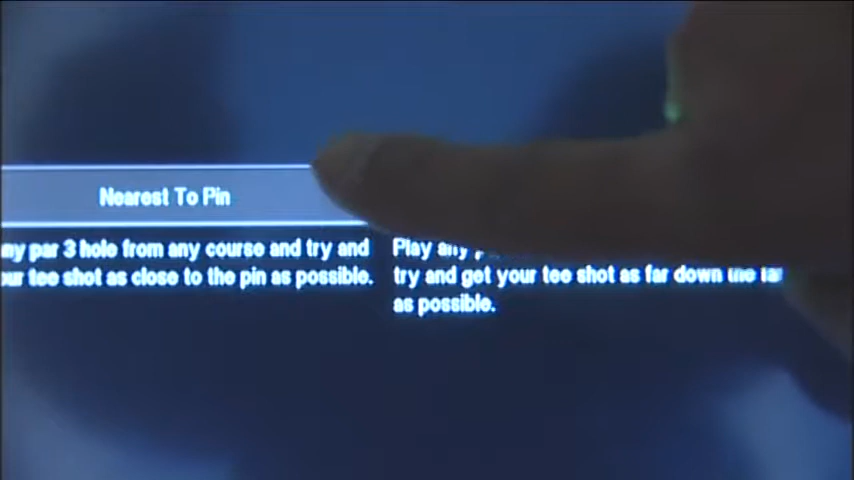 Nearest To Pin
par 3 hole from any course and try and
tee shot as close to the pin as possible.
Play any
try and get your tee shot as far down the
as possible.